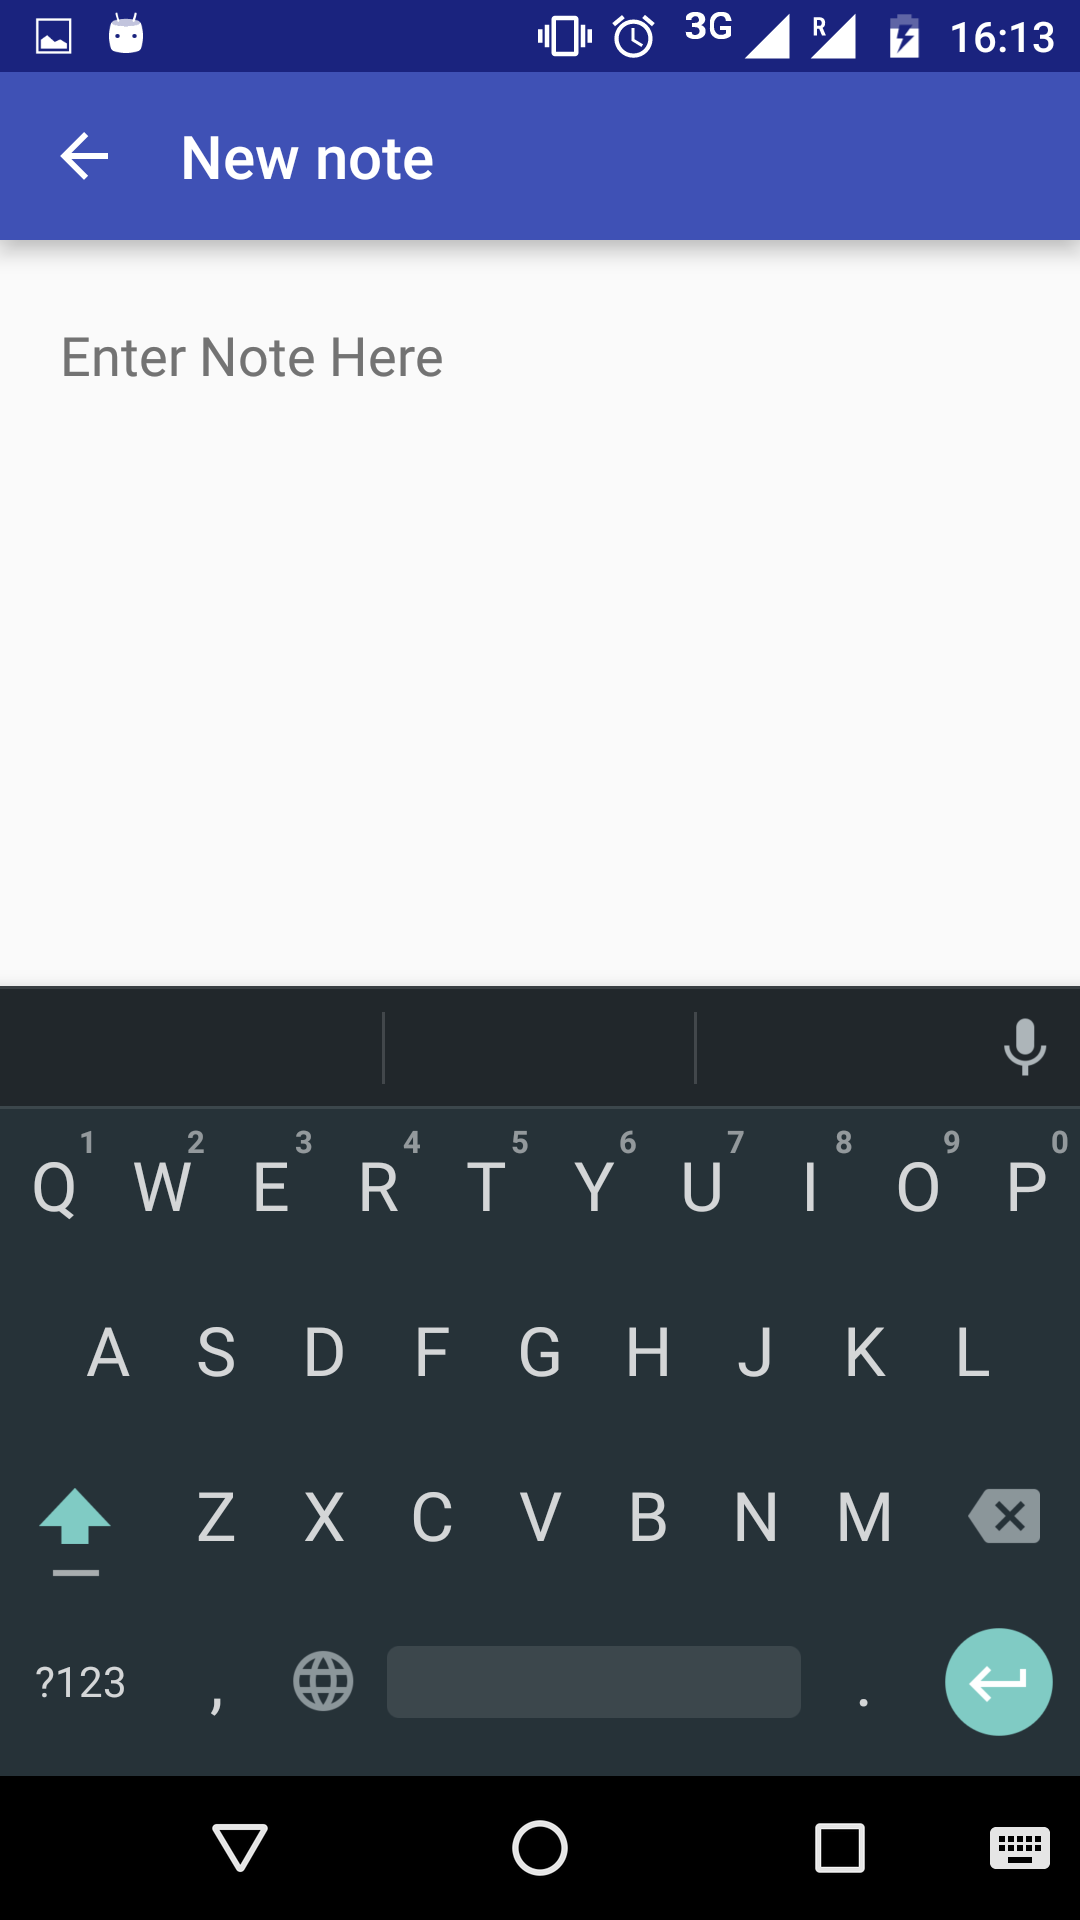 3G R 16:13
New note
Enter Note Here
1 2 3 4 5 6 7 8 9 0
Q W E R T Y U I O P
A S D F G H J K L
Z X C V B N M
?123 , .